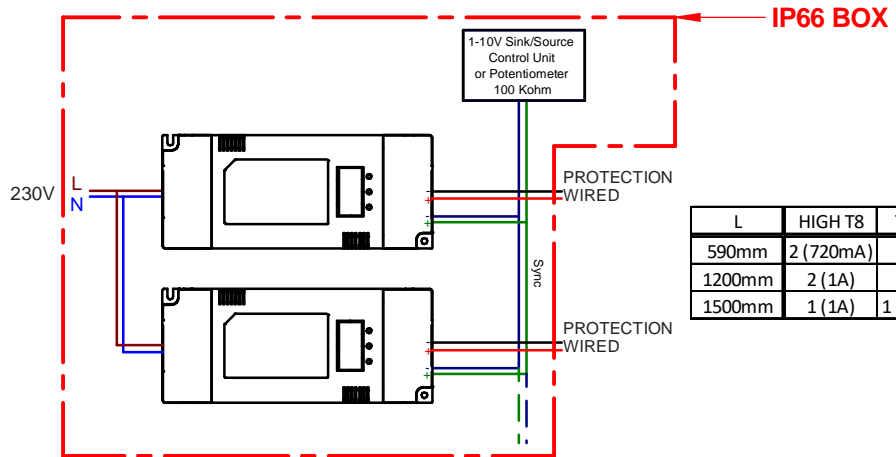 IP66 BOX
1-10V Sink/Source
Control Unit
or Potentiometer
100 Kohm
230V
L
N
-
+
-
+
PROTECTION
WIRED
Sync
-
+
-
+
PROTECTION
WIRED
L HIGH T8
590mm 2 (720mA)
1200mm 2 (1A)
1500mm 1 (1A) 1